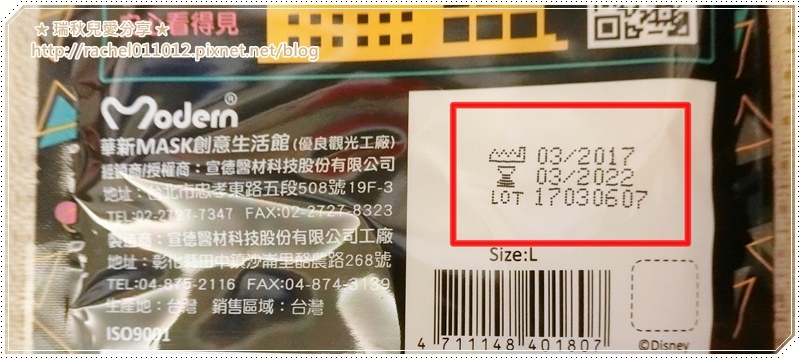 ★ 瑞秋兒愛分享 ★
http://rachel011012.pixnet.net/blog
看得見
Modern®
華新MASK創意生活館(優良觀光工廠)
經銷商/授權商：宣德醫材科技股份有限公司
地址：台北市忠孝東路五段508號19F-3
TEL:02-2727-7347 FAX:02-2727-8323
製造商：宣德醫材科技股份有限公司工廠
地址：彰化縣田中鎮沙崙里酪農路268號
TEL:04-875-2116 FAX:04-874-3139
生產地：台灣 銷售區域：台灣
ISO9001
03/2017
03/2022
LOT 17030607
Size:L
4 711148 401807
©Disney